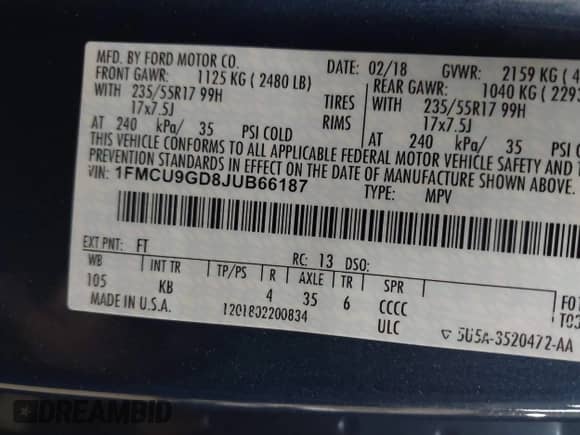 MFD. BY FORD MOTOR CO.
DATE: 02/18 GVWR: 2159 KG ( 4
FRONT GAWR: 1125 KG ( 2480 LB) REAR GAWR: 1040 KG ( 229
WITH 235/55R17 99H TIRES WITH 235/55R17 99H
17x7.5J RIMS 17x7.5J
AT 240 kPa/ 35 PSI COLD AT 240 kPa/ 35 PSI COLD
THIS VEHICLE CONFORMS TO ALL APPLICABLE FEDERAL MOTOR VEHICLE SAFETY AND T
STANDARDS IN EFFECT ON THE DATE OF MANUFACTURE SHOWN ABOVE.
VIN: 1FMCU9GD8JUB66187 TYPE: MPV
EXT PNT: FT RC: 13 DSO:
WB INT TR TP/PS R AXLE TR SPR
105 KB 4 35 6 CCCC
MADE IN U.S.A. 1201802200834 ULC
5U5A-3520472-AA
DREAMBID